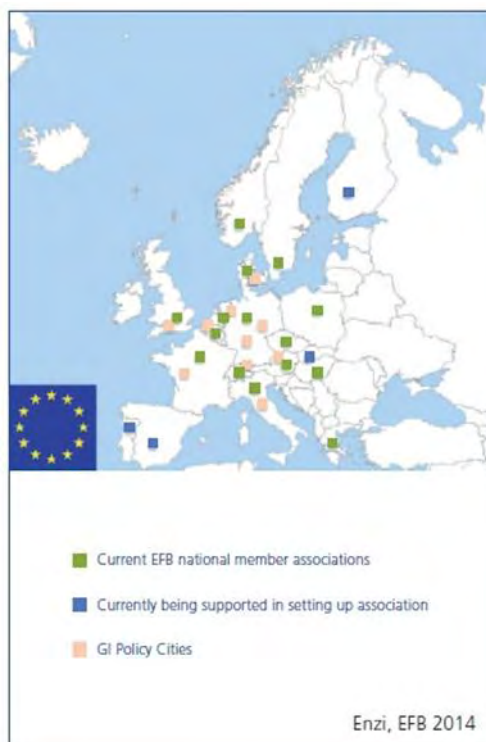 Current EFB national member associations
Currently being supported in setting up association
GI Policy Cities
Enzi, EFB 2014